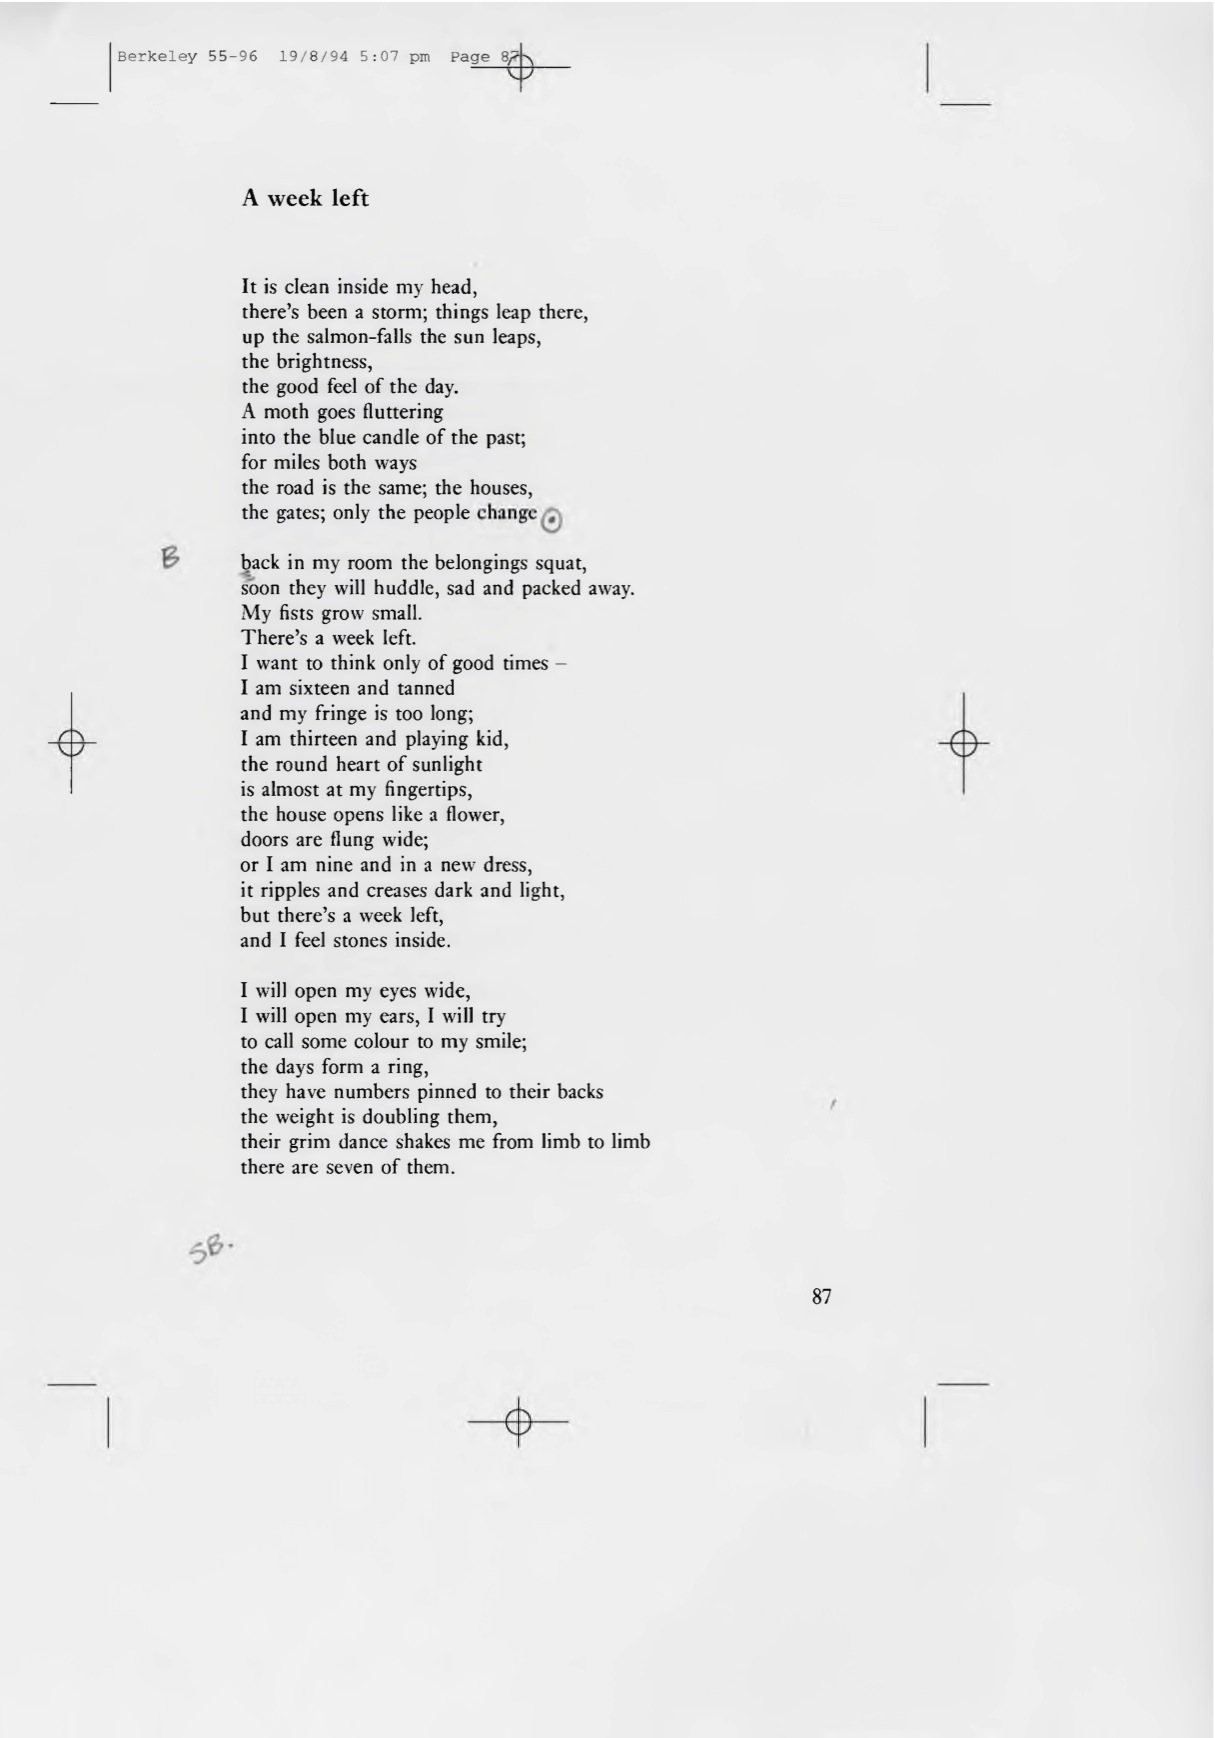 Berkeley 55-96 19/8/94 5:07 pm Page 87
A week left
It is clean inside my head,
there's been a storm; things leap there,
up the salmon-falls the sun leaps,
the brightness,
the good feel of the day.
A moth goes fluttering
into the blue candle of the past;
for miles both ways
the road is the same; the houses,
the gates; only the people change .
B back in my room the belongings squat,
soon they will huddle, sad and packed away.
My fists grow small.
There's a week left.
I want to think only of good times –
I am sixteen and tanned
and my fringe is too long;
I am thirteen and playing kid,
the round heart of sunlight
is almost at my fingertips,
the house opens like a flower,
doors are flung wide;
or I am nine and in a new dress,
it ripples and creases dark and light,
but there's a week left,
and I feel stones inside.
I will open my eyes wide,
I will open my ears, I will try
to call some colour to my smile;
the days form a ring,
they have numbers pinned to their backs
the weight is doubling them,
their grim dance shakes me from limb to limb
there are seven of them.
SB.
87